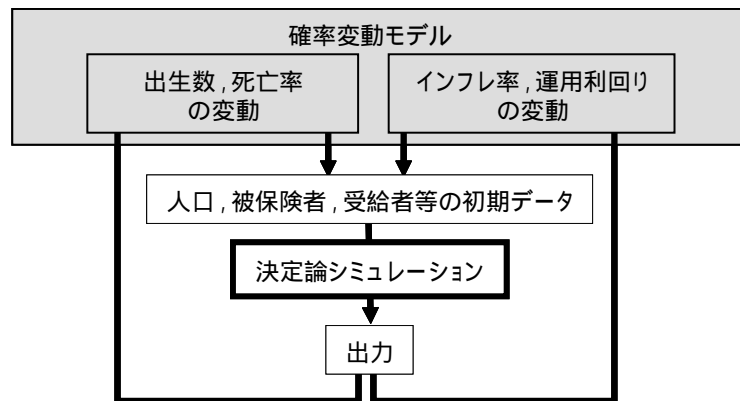 確率変動モデル
出生数,死亡率
の変動
インフレ率,運用利回り
の変動
人口,被保険者,受給者等の初期データ
決定論シミュレーション
出力